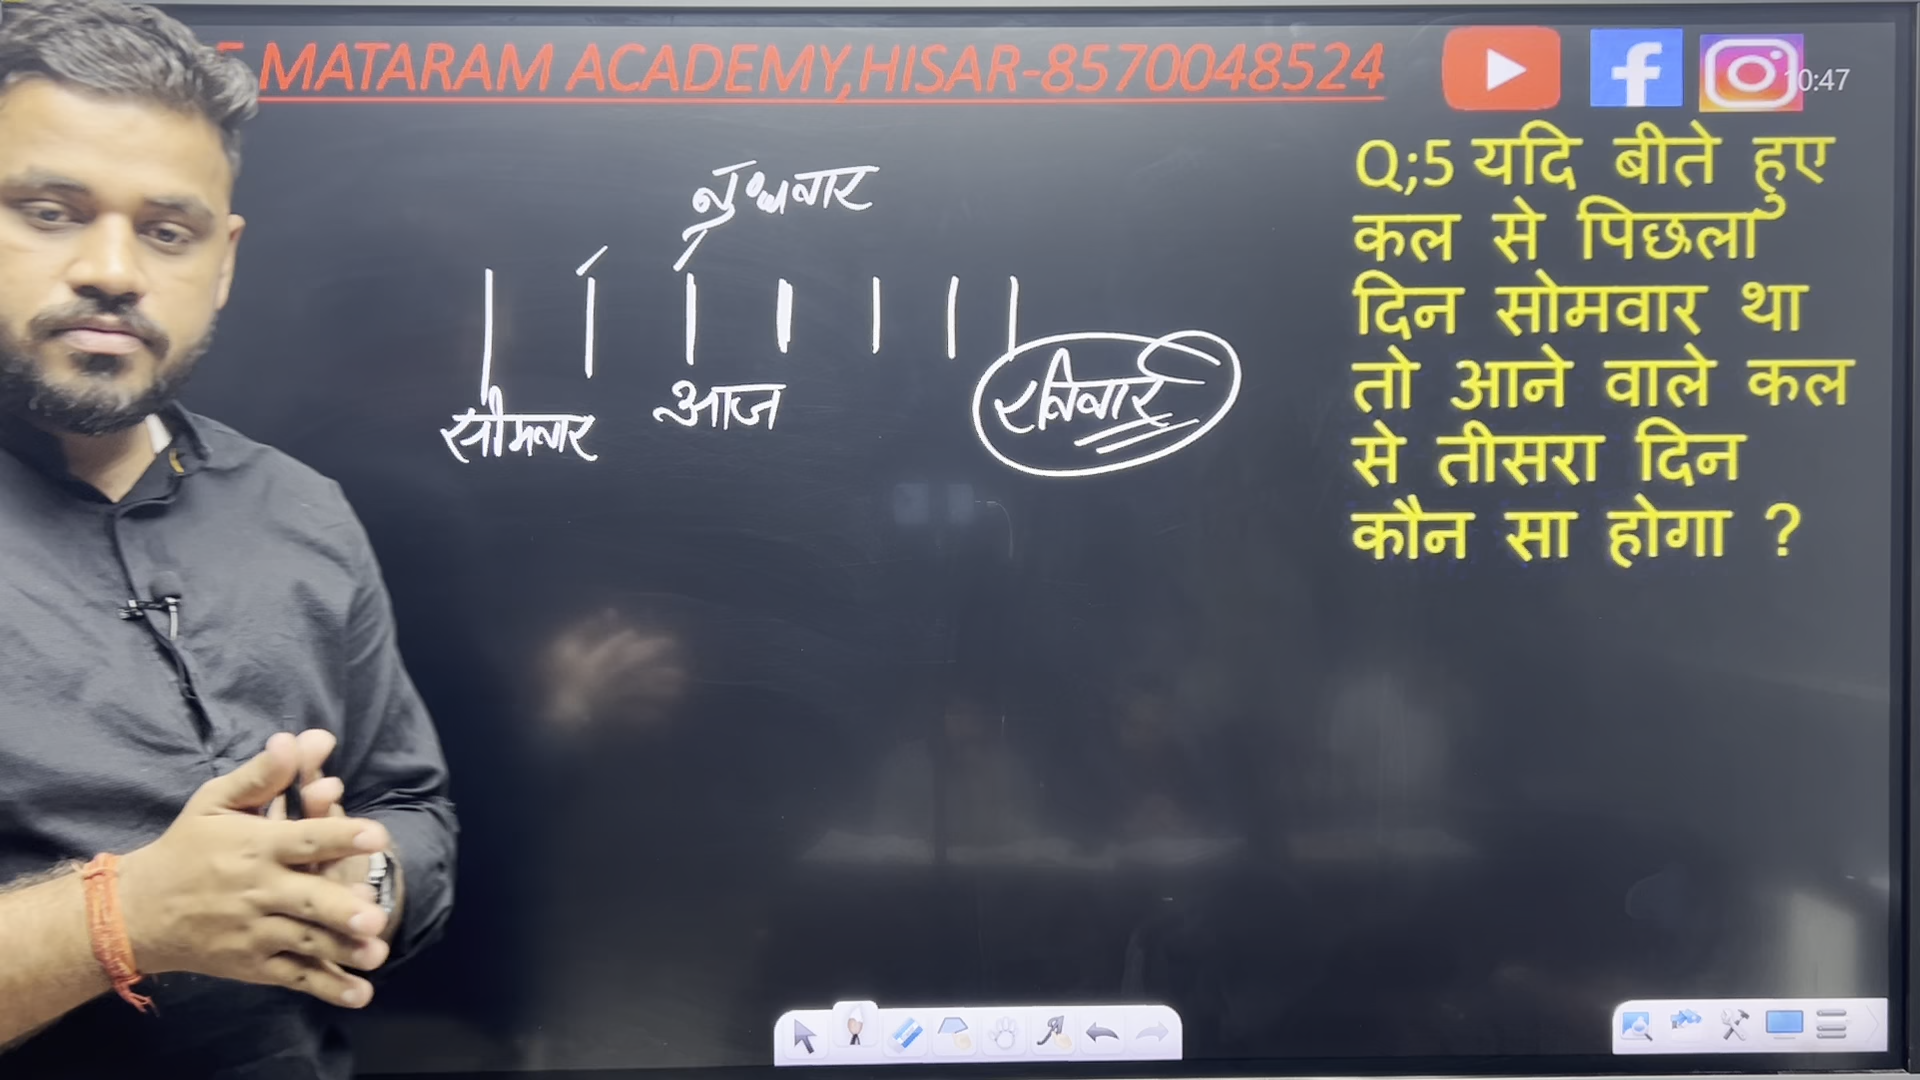 MATARAM ACADEMY,HISAR-8570048524
10:47
Q;5 यदि बीते हुए
कल से पिछला
दिन सोमवार था
तो आने वाले कल
से तीसरा दिन
कौन सा होगा ?
बुधवार
सोमवार
आज
रविवार